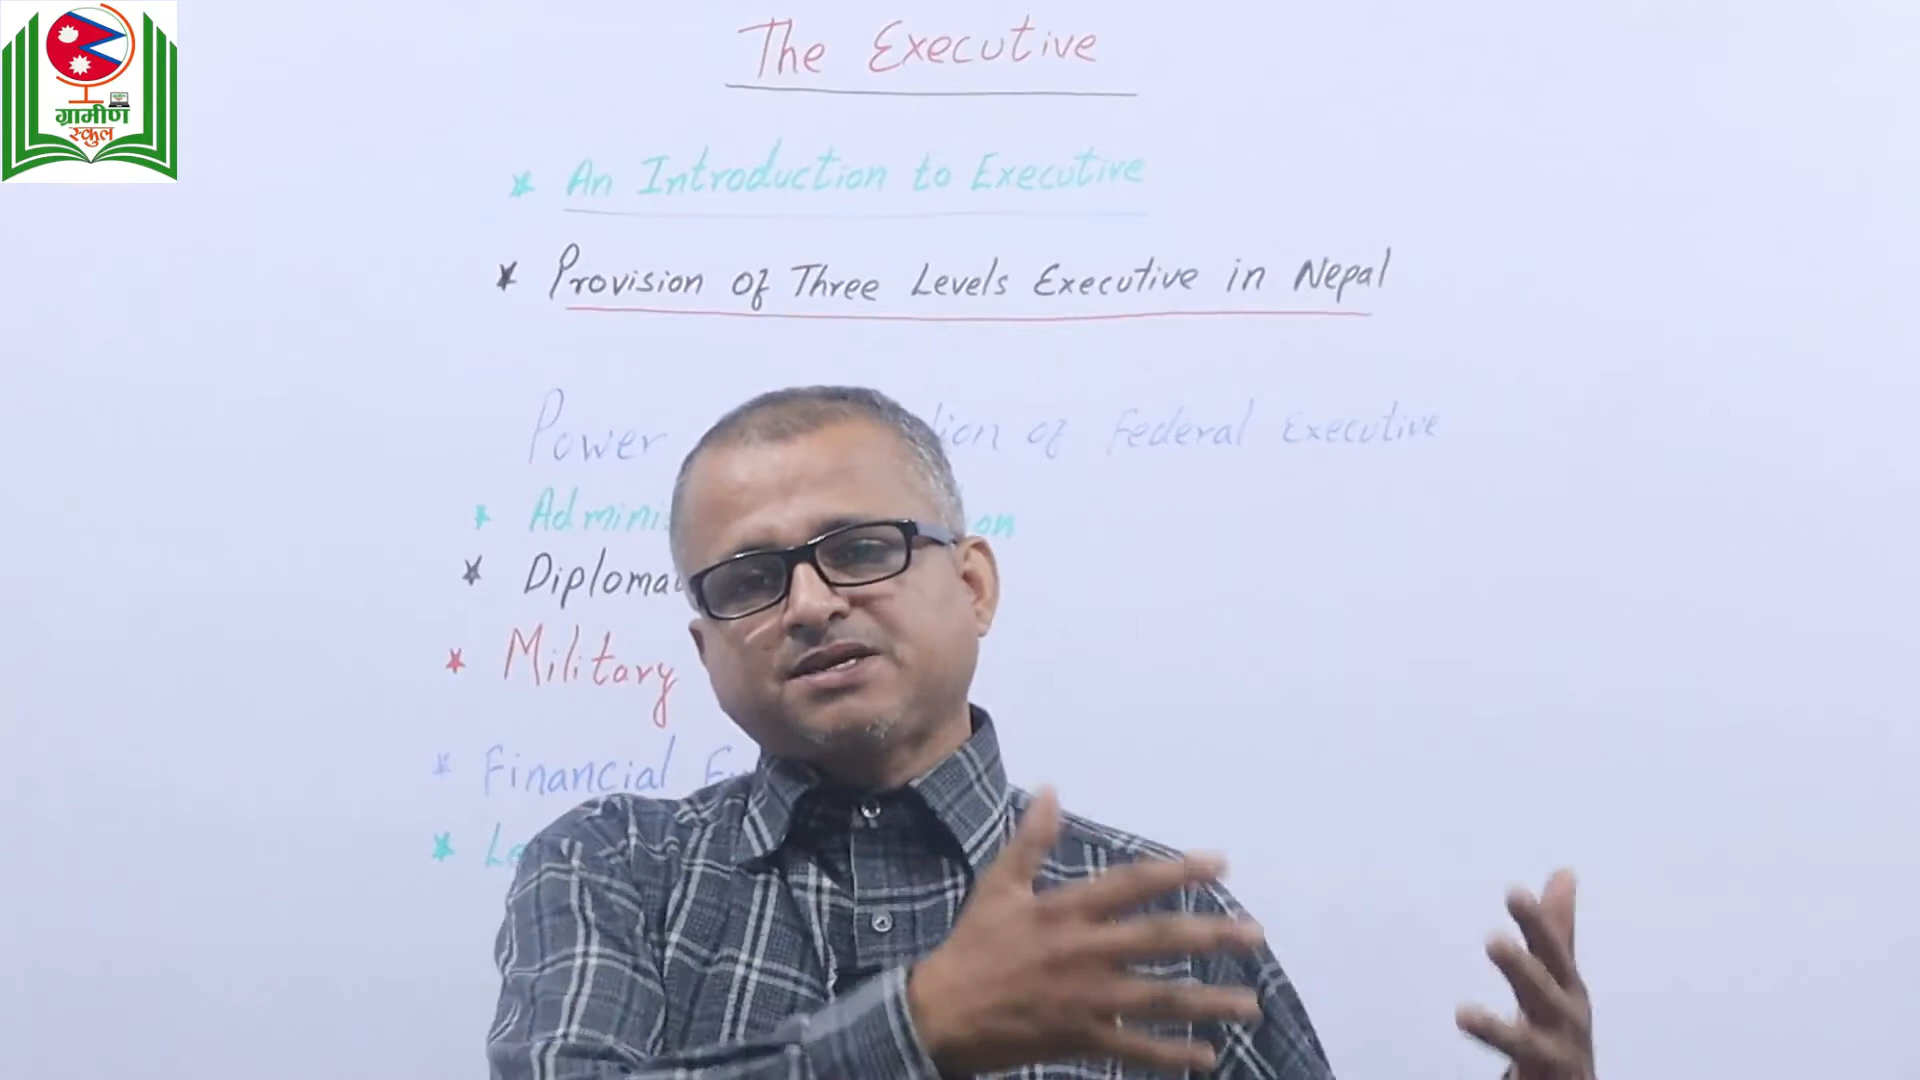 ग्रामीण
स्कुल
The Executive
* An Introduction to Executive
* Provision of Three Levels Executive in Nepal
Power of Federal Executive
*
* 
* Military
* Financial
*